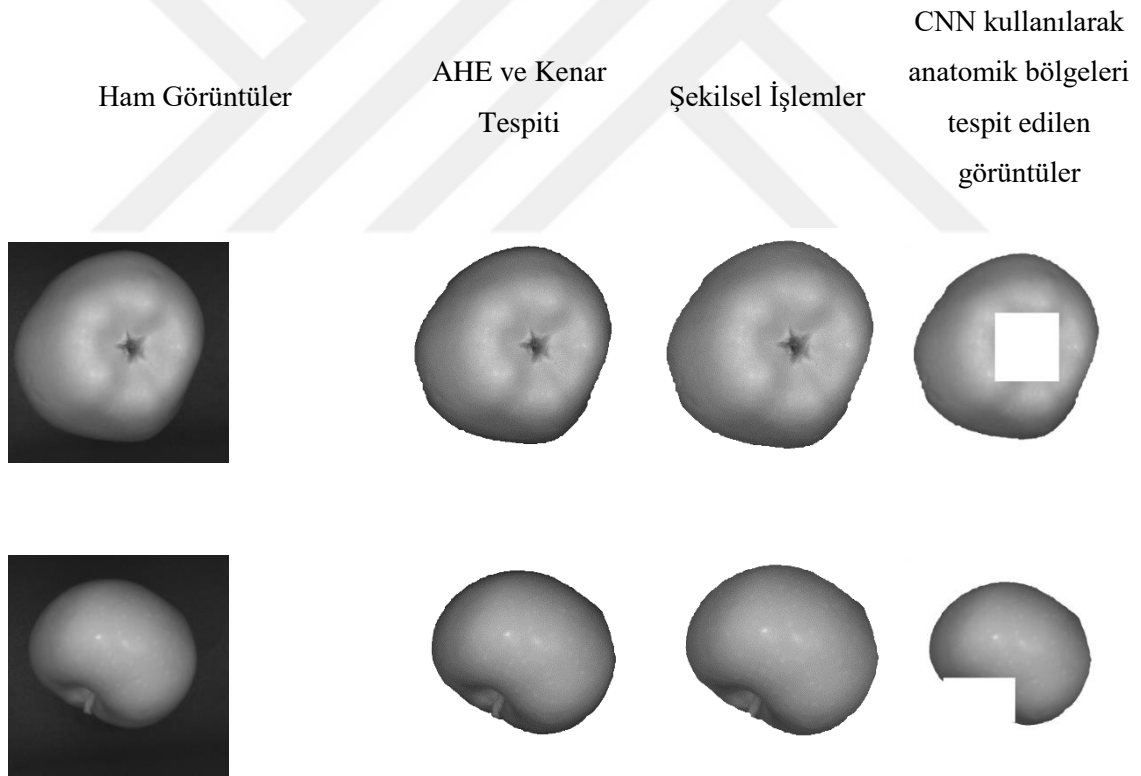 Ham Görüntüler
AHE ve Kenar
Tespiti
Şekilsel İşlemler
CNN kullanılarak
anatomik bölgeleri
tespit edilen
görüntüler